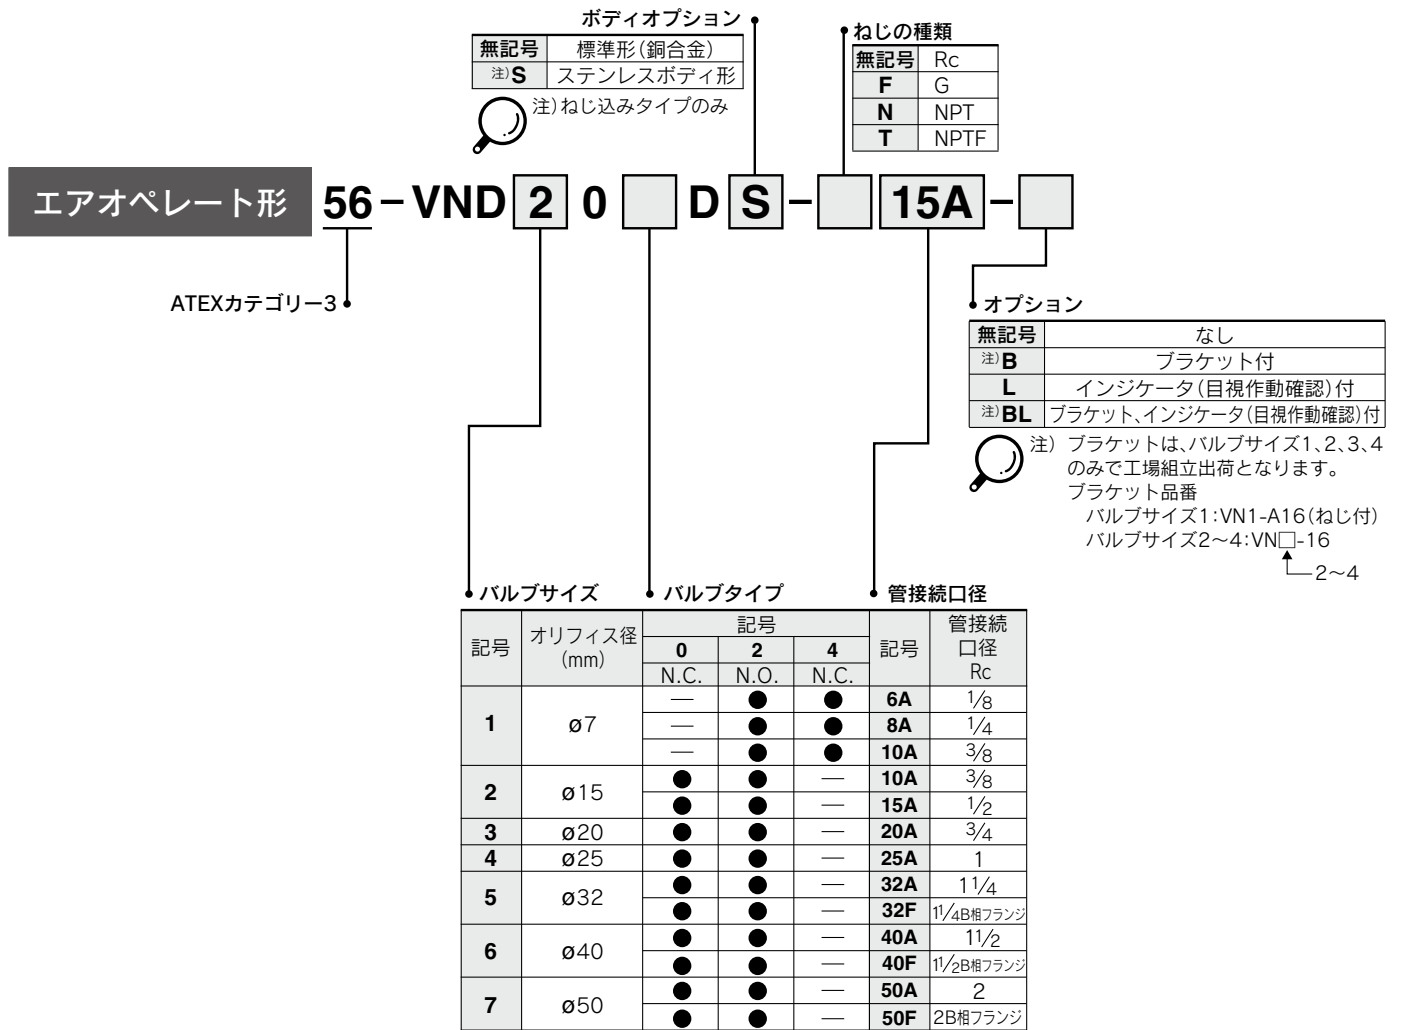 ボディオプション
無記号 標準形(銅合金)
注)S ステンレスボディ形
注)ねじ込みタイプのみ
ねじの種類
無記号 Rc
F G
N NPT
T NPTF
エアオペレート形 56-VND 2 0 □ D S - □ 15A - □
ATEXカテゴリー3
オプション
無記号 なし
注)B ブラケット付
L インジケータ(目視作動確認)付
注)BL ブラケット、インジケータ(目視作動確認)付
注) ブラケットは、バルブサイズ1、2、3、4
のみで工場組立出荷となります。
ブラケット品番
バルブサイズ1:VN1-A16(ねじ付)
バルブサイズ2〜4:VN□-16
2〜4
バルブサイズ バルブタイプ 管接続口径
記号 オリフィス径(mm) 記号 記号 管接続口径Rc
0 2 4
N.C. N.O. N.C.
1 ø7 — ● ● 6A 1/8
— ● ● 8A 1/4
— ● ● 10A 3/8
2 ø15 ● ● — 10A 3/8
● ● — 15A 1/2
3 ø20 ● ● — 20A 3/4
4 ø25 ● ● — 25A 1
5 ø32 ● ● — 32A 1 1/4
● ● — 32F 1 1/4B相フランジ
6 ø40 ● ● — 40A 1 1/2
● ● — 40F 1 1/2B相フランジ
7 ø50 ● ● — 50A 2
● ● — 50F 2B相フランジ